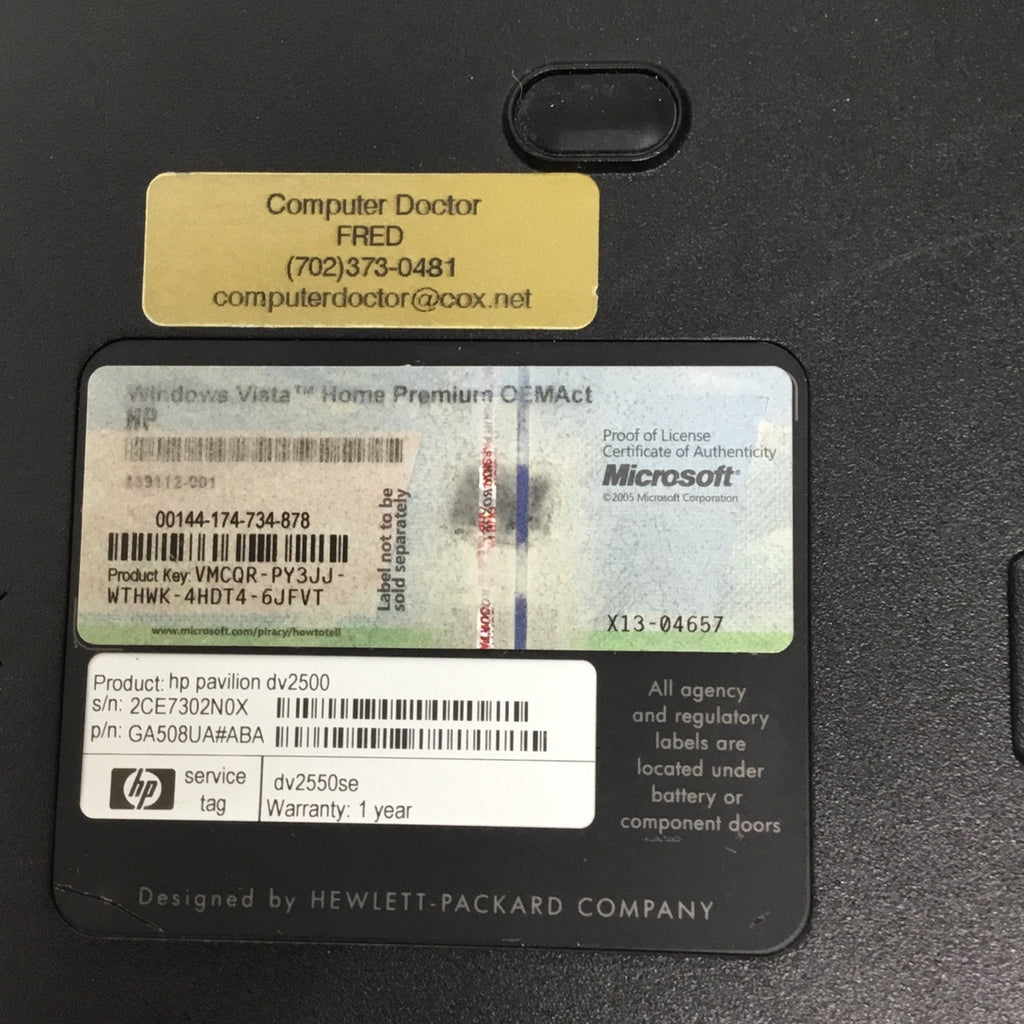 Computer Doctor
FRED
(702)373-0481
computerdoctor@cox.net
Windows Vista™ Home Premium OEMAct
HP
439112-001
00144-174-734-878
Product Key: VMCQR-PY3JJ-
WTHWK-4HDT4-6JFVT
Label not to be
sold separately
www.microsoft.com/piracy/howtotell
Proof of License
Certificate of Authenticity
Microsoft®
©2005 Microsoft Corporation
X13-04657
Product: hp pavilion dv2500
s/n: 2CE7302N0X
p/n: GA508UA#ABA
hp
service
tag
dv2550se
Warranty: 1 year
All agency
and regulatory
labels are
located under
battery or
component doors
Designed by HEWLETT-PACKARD COMPANY